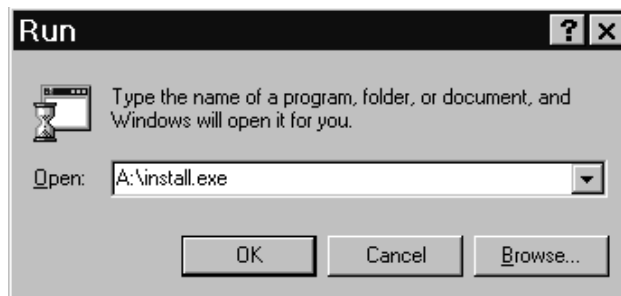 Run
Type the name of a program, folder, or document, and
Windows will open it for you.
Open: A:\install.exe
OK Cancel Browse...